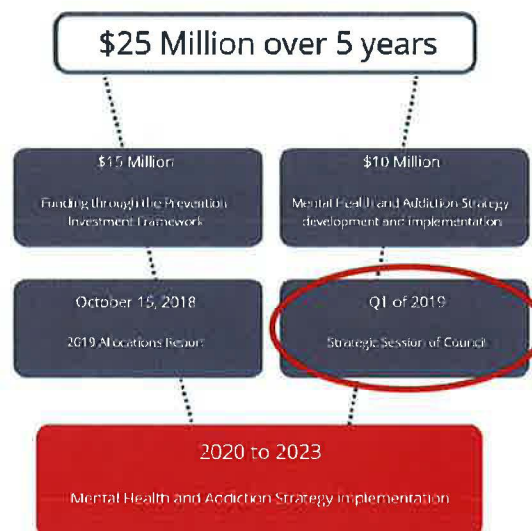 $25 Million over 5 years
$15 Million
Funding through the Prevention
Investment Framework
$10 Million
Mental Health and Addiction Strategy
development and implementation
October 15, 2018
2019 Allocations Report
Q1 of 2019
Strategic Session of Council
2020 to 2023
Mental Health and Addiction Strategy implementation